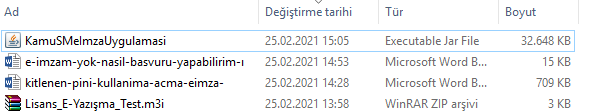 Ad Değiştirme tarihi Tür Boyut
KamuSMeImzaUygulamasi 25.02.2021 15:05 Executable Jar File 32.648 KB
e-imzam-yok-nasil-basvuru-yapabilirim-ı 25.02.2021 14:53 Microsoft Word B... 15 KB
kitlenen-pini-kullanima-acma-eimza- 25.02.2021 14:28 Microsoft Word B... 709 KB
Lisans_E-Yazışma_Test.m3i 25.02.2021 13:58 WinRAR ZIP arşivi 3 KB